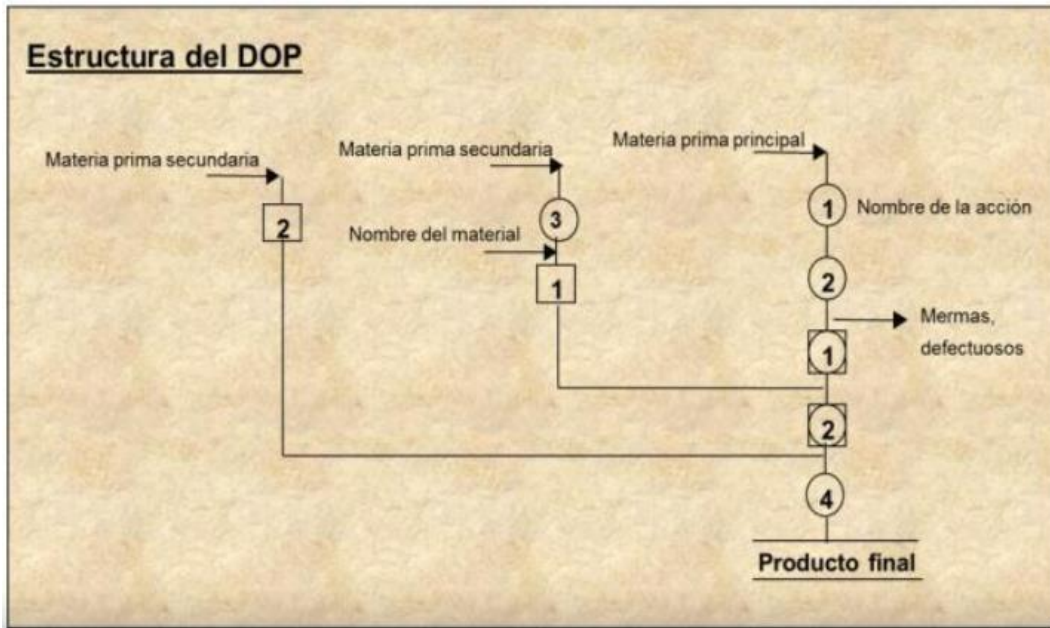 Estructura del DOP
Materia prima secundaria
Materia prima secundaria
Materia prima principal
2
3
1
Nombre de la acción
Nombre del material
1
2
Mermas,
defectuosos
1
2
4
Producto final